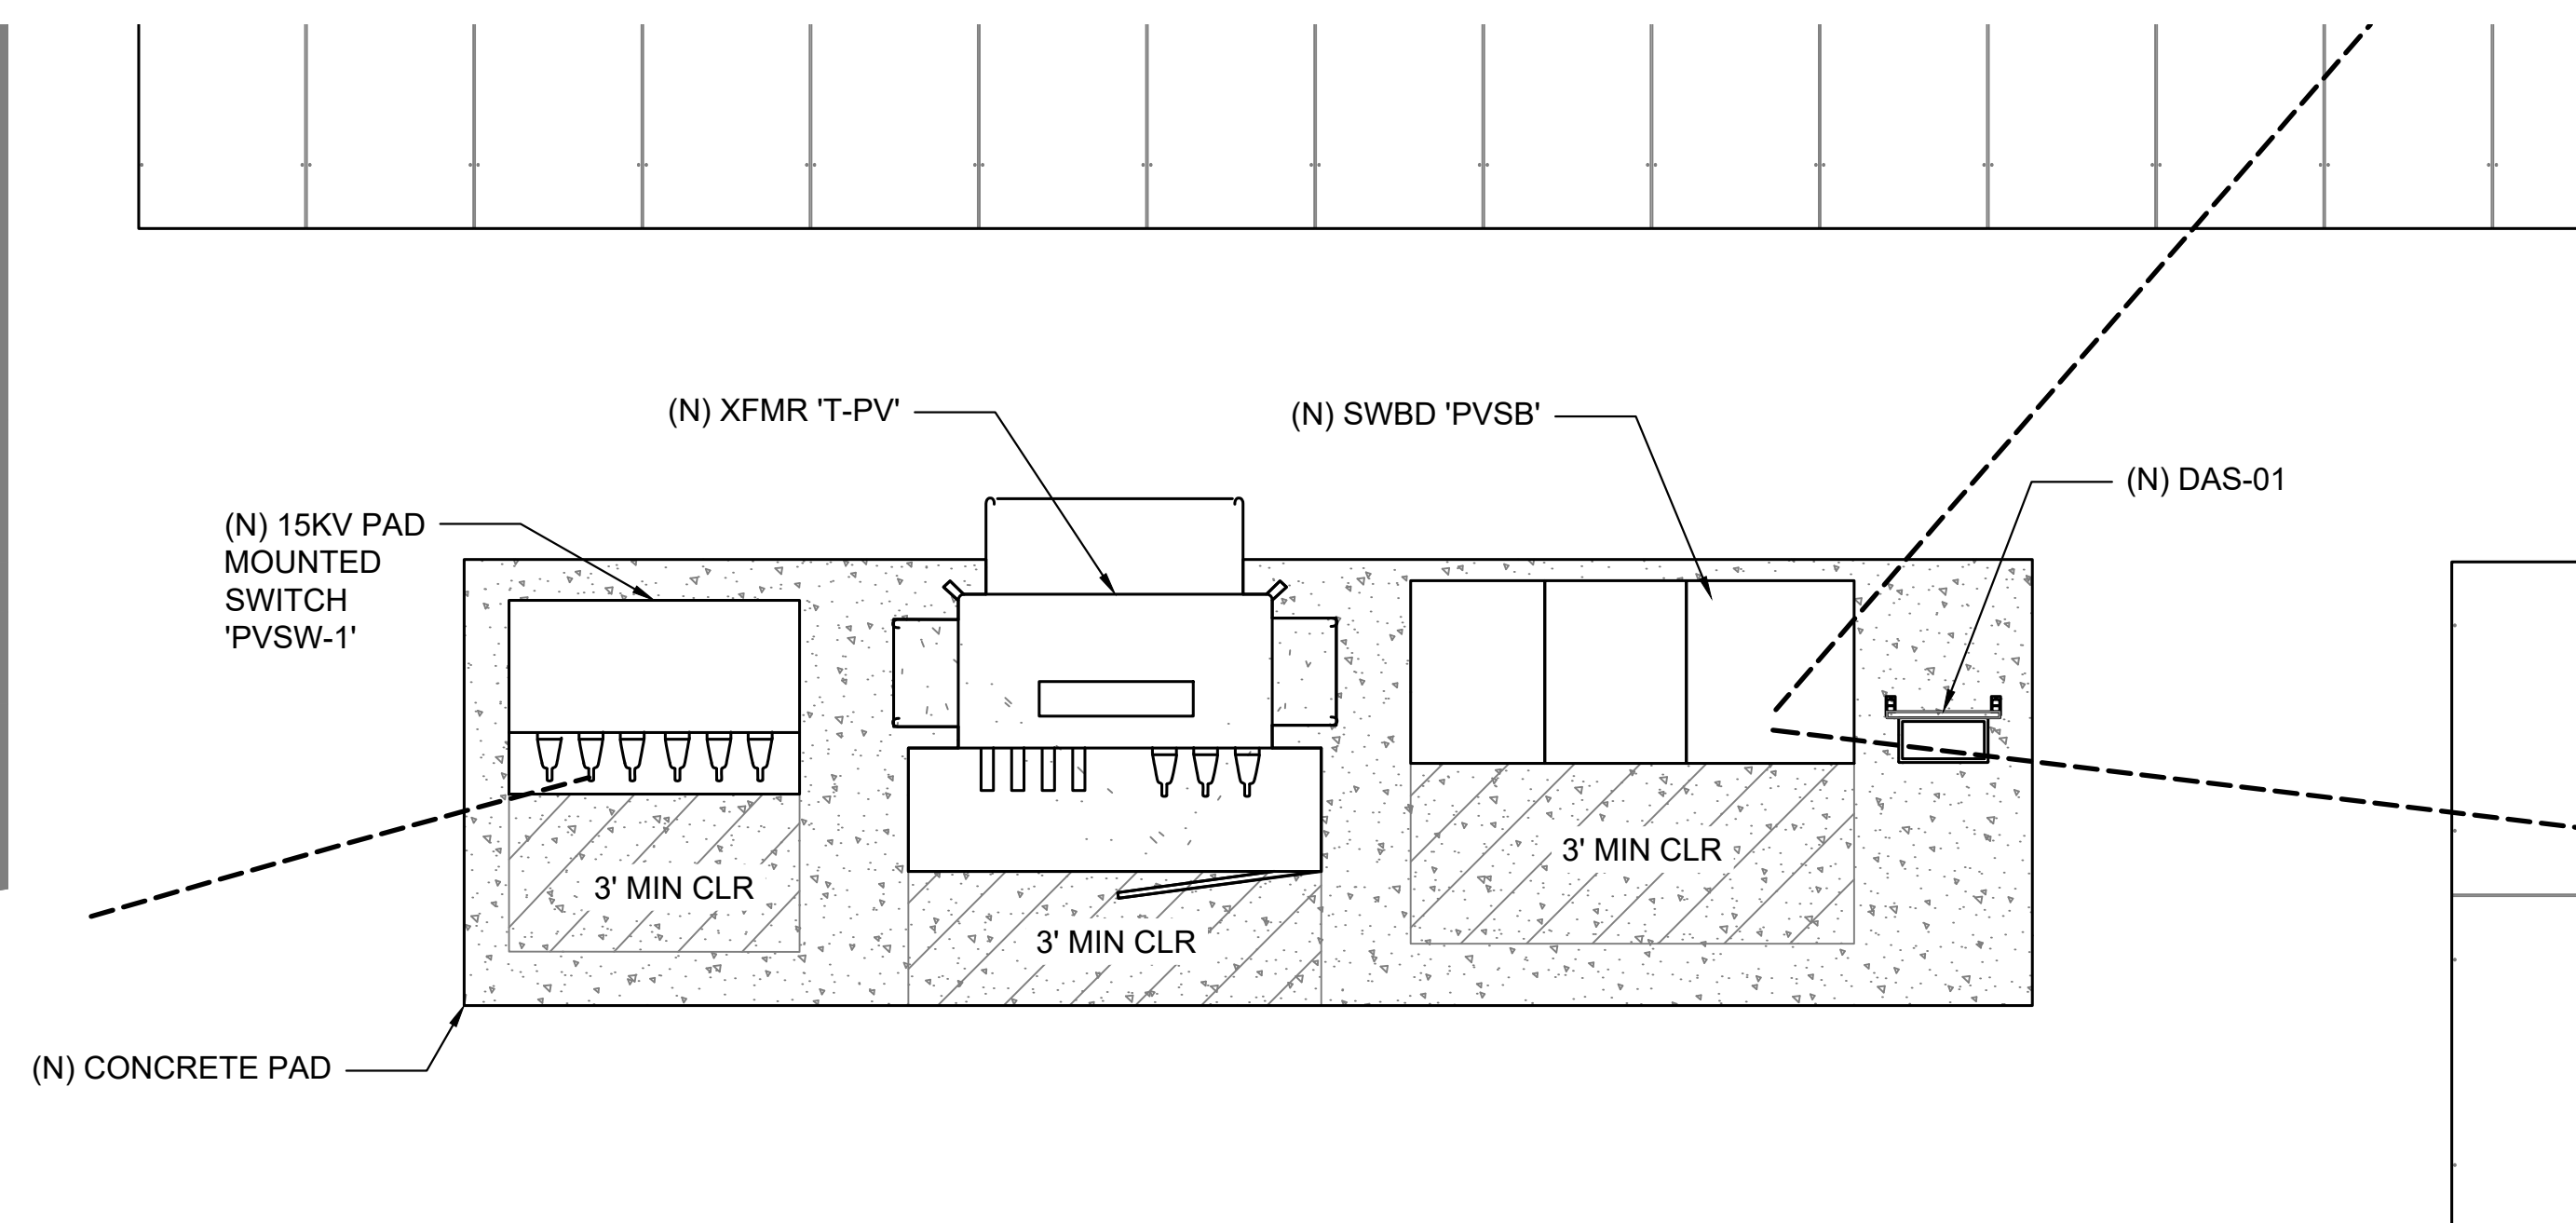 (N) XFMR 'T-PV'
(N) SWBD 'PVSB'
(N) DAS-01
(N) 15KV PAD
MOUNTED
SWITCH
'PVSW-1'
3' MIN CLR
3' MIN CLR
3' MIN CLR
(N) CONCRETE PAD